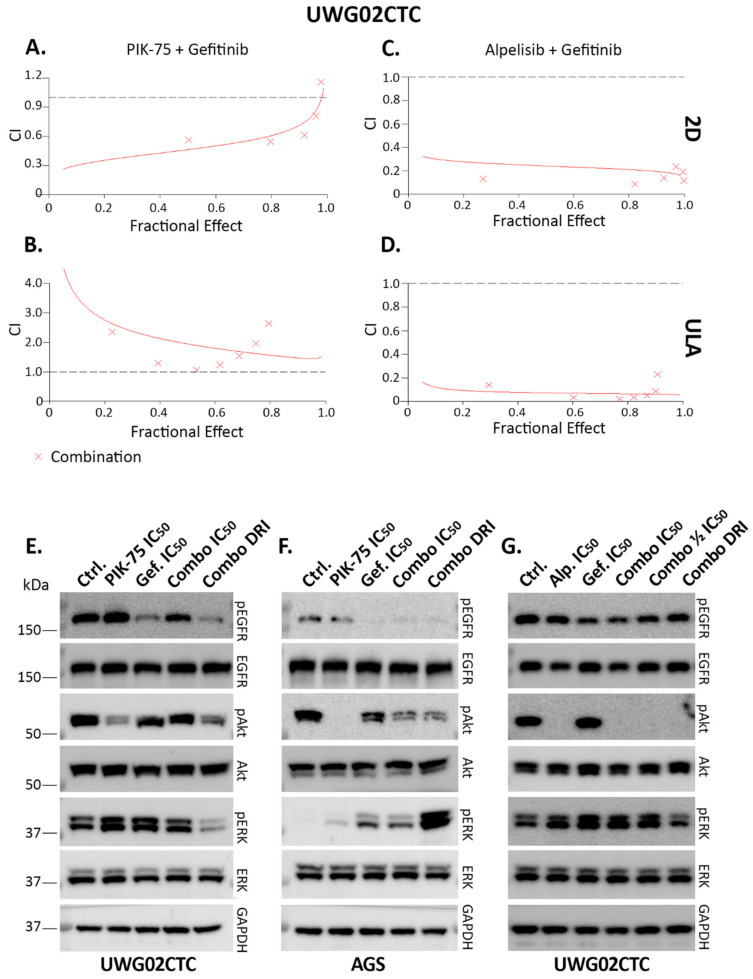 UWG02CTC
A.
PIK-75 + Gefitinib
1.2
0.9
0.6
0.3
0
CI
0 0.2 0.4 0.6 0.8 1.0
Fractional Effect
C.
Alpelisib + Gefitinib
1.0
0.8
0.6
0.4
0.2
0
CI
0 0.2 0.4 0.6 0.8 1.0
Fractional Effect
2D
B.
4.0
3.0
2.0
1.0
0
CI
0 0.2 0.4 0.6 0.8 1.0
Fractional Effect
D.
1.0
0.8
0.6
0.4
0.2
0
CI
0 0.2 0.4 0.6 0.8 1.0
Fractional Effect
ULA
× Combination
E.
Ctrl.
PIK-75 IC50
Gef. IC50
Combo IC50
Combo DRI
kDa
150
pEGFR
150
EGFR
50
pAkt
50
Akt
37
pERK
37
ERK
37
GAPDH
UWG02CTC
F.
Ctrl.
PIK-75 IC50
Gef. IC50
Combo IC50
Combo DRI
pEGFR
EGFR
pAkt
Akt
pERK
ERK
GAPDH
AGS
G.
Ctrl.
Alp. IC50
Gef. IC50
Combo IC50
Combo ½ IC50
Combo DRI
pEGFR
EGFR
pAkt
Akt
pERK
ERK
GAPDH
UWG02CTC